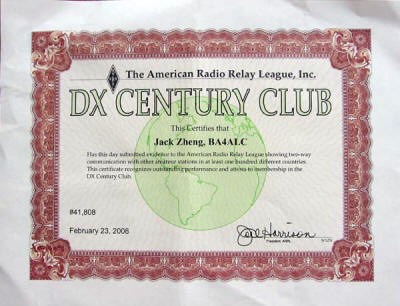 The American Radio Relay League, Inc.
DX CENTURY CLUB
This Certifies that
Jack Zheng, BA4ALC
Has this day submitted evidence to the American Radio Relay League showing two-way
communication with other amateur stations in at least one hundred different countries.
This certificate recognizes outstanding performance and attests to membership in the
DX Century Club.
#41,808
February 23, 2006
Joel Harrison
President ARRL